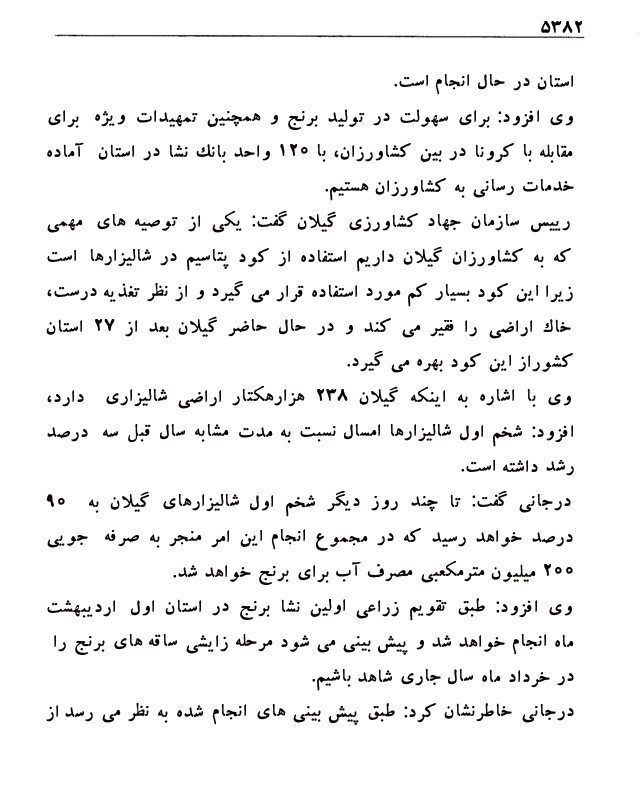 ۵۳۸۲
استان در حال انجام است.
وی افزود: برای سهولت در تولید برنج و همچنین تمهیدات ویژه برای
مقابله با کرونا در بین کشاورزان، با ۱۲۰ واحد بانك نشا در استان آماده
خدمات رسانی به کشاورزان هستیم.
رییس سازمان جهاد کشاورزی گیلان گفت: یکی از توصیه های مهمی
که به کشاورزان گیلان داریم استفاده از کود پتاسیم در شالیزارها است
زیرا این کود بسیار کم مورد استفاده قرار می گیرد و از نظر تغذیه درست،
خاك اراضی را فقیر می کند و در حال حاضر گیلان بعد از ۲۷ استان
کشوراز این کود بهره می گیرد.
وی با اشاره به اینکه گیلان ۲۳۸ هزارهکتار اراضی شالیزاری دارد،
افزود: شخم اول شالیزارها امسال نسبت به مدت مشابه سال قبل سه درصد
رشد داشته است.
درجانی گفت: تا چند روز دیگر شخم اول شالیزارهای گیلان به ۹۰
درصد خواهد رسید که در مجموع انجام این امر منجر به صرفه جویی
۲۰۰ میلیون مترمکعبی مصرف آب برای برنج خواهد شد.
وی افزود: طبق تقویم زراعی اولین نشا برنج در استان اول اردیبهشت
ماه انجام خواهد شد و پیش بینی می شود مرحله زایشی ساقه های برنج را
در خرداد ماه سال جاری شاهد باشیم.
درجانی خاطرنشان کرد: طبق پیش بینی های انجام شده به نظر می رسد از